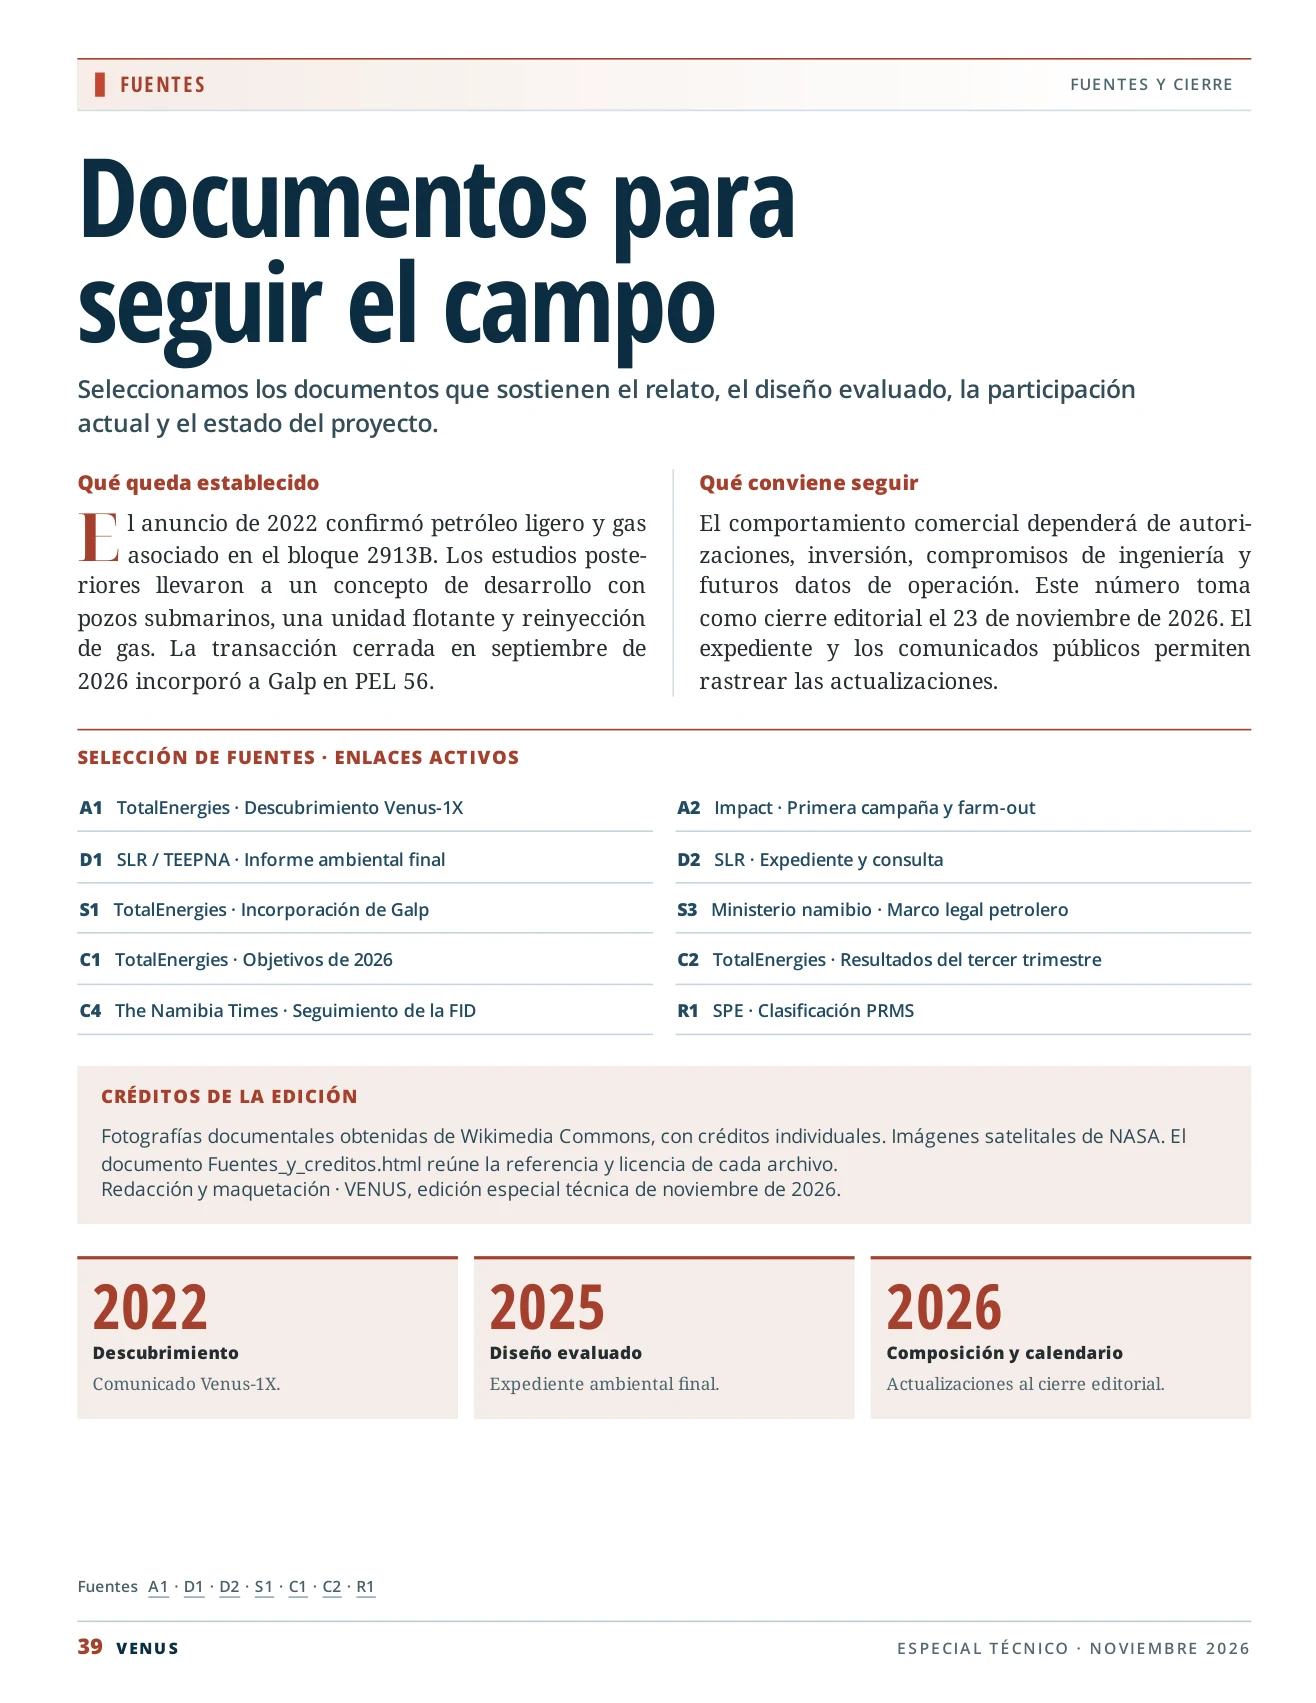 FUENTES
FUENTES Y CIERRE
Documentos para
seguir el campo
Seleccionamos los documentos que sostienen el relato, el diseño evaluado, la participación
actual y el estado del proyecto.
Qué queda establecido
El anuncio de 2022 confirmó petróleo ligero y gas
asociado en el bloque 2913B. Los estudios poste-
riores llevaron a un concepto de desarrollo con
pozos submarinos, una unidad flotante y reinyección
de gas. La transacción cerrada en septiembre de
2026 incorporó a Galp en PEL 56.
Qué conviene seguir
El comportamiento comercial dependerá de autori-
zaciones, inversión, compromisos de ingeniería y
futuros datos de operación. Este número toma
como cierre editorial el 23 de noviembre de 2026. El
expediente y los comunicados públicos permiten
rastrear las actualizaciones.
SELECCIÓN DE FUENTES · ENLACES ACTIVOS
A1 TotalEnergies · Descubrimiento Venus-1X
A2 Impact · Primera campaña y farm-out
D1 SLR / TEEPNA · Informe ambiental final
D2 SLR · Expediente y consulta
S1 TotalEnergies · Incorporación de Galp
S3 Ministerio namibio · Marco legal petrolero
C1 TotalEnergies · Objetivos de 2026
C2 TotalEnergies · Resultados del tercer trimestre
C4 The Namibia Times · Seguimiento de la FID
R1 SPE · Clasificación PRMS
CRÉDITOS DE LA EDICIÓN
Fotografías documentales obtenidas de Wikimedia Commons, con créditos individuales. Imágenes satelitales de NASA. El
documento Fuentes_y_creditos.html reúne la referencia y licencia de cada archivo.
Redacción y maquetación · VENUS, edición especial técnica de noviembre de 2026.
2022
Descubrimiento
Comunicado Venus-1X.
2025
Diseño evaluado
Expediente ambiental final.
2026
Composición y calendario
Actualizaciones al cierre editorial.
Fuentes A1 · D1 · D2 · S1 · C1 · C2 · R1
39 VENUS
ESPECIAL TÉCNICO · NOVIEMBRE 2026